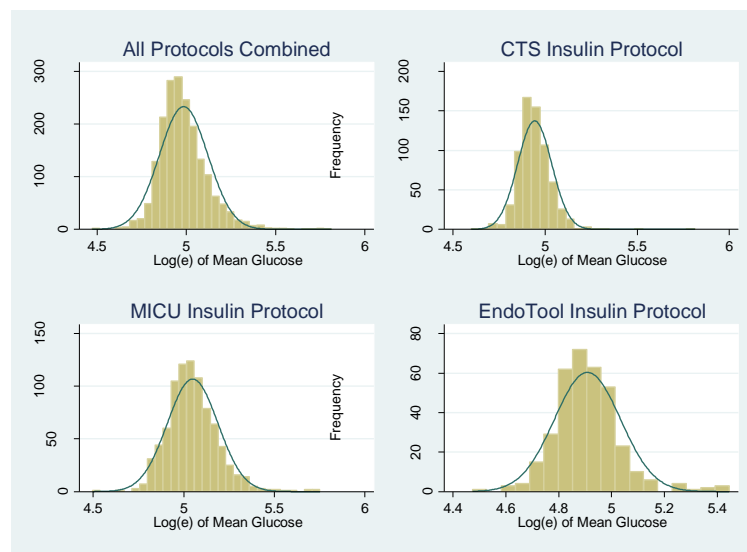 All Protocols Combined
300
200
100
0
4.5 5 5.5 6
Log(e) of Mean Glucose
CTS Insulin Protocol
Frequency
200
150
100
50
0
4.5 5 5.5 6
Log(e) of Mean Glucose
MICU Insulin Protocol
150
100
50
0
4.5 5 5.5 6
Log(e) of Mean Glucose
EndoTool Insulin Protocol
Frequency
80
60
40
20
0
4.4 4.6 4.8 5 5.2 5.4
Log(e) of Mean Glucose